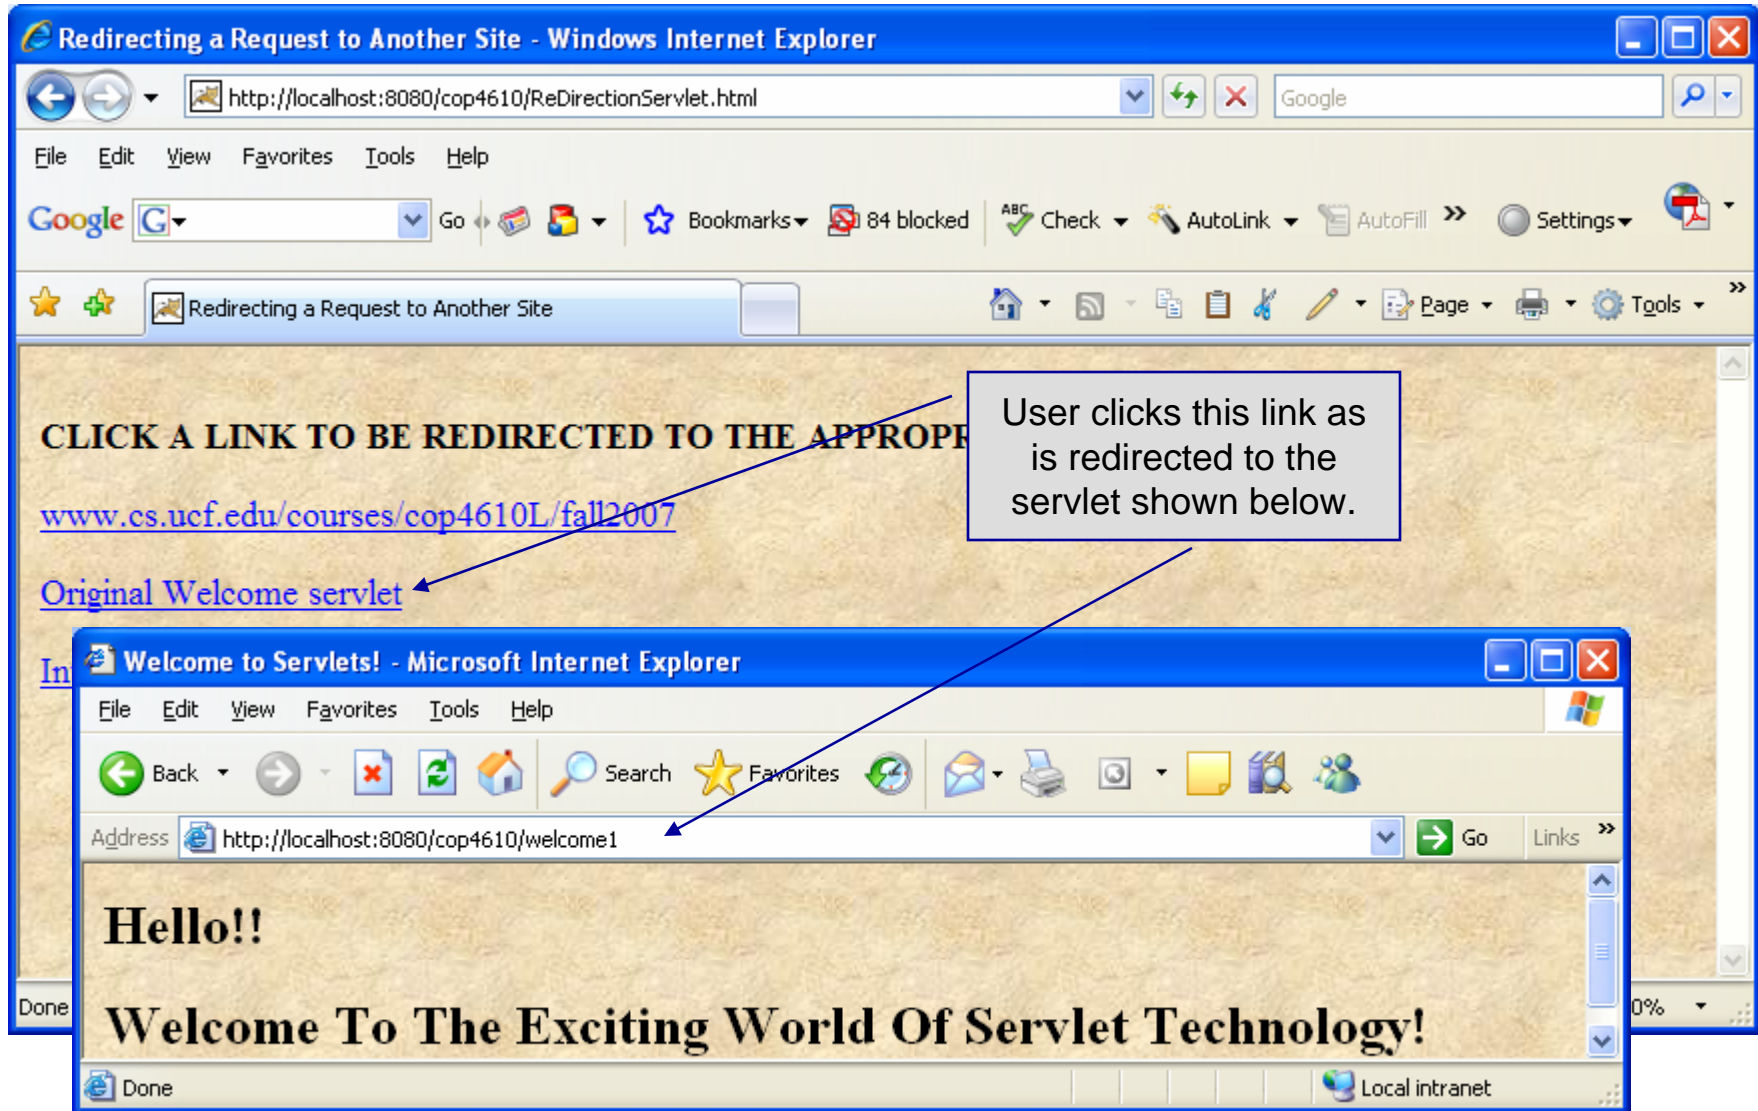 Redirecting a Request to Another Site - Windows Internet Explorer
http://localhost:8080/cop4610/ReDirectionServlet.html
Google
File Edit View Favorites Tools Help
Google G Go Bookmarks 84 blocked ABC Check AutoLink AutoFill » Settings
Redirecting a Request to Another Site
Page Tools »
User clicks this link as
is redirected to the
servlet shown below.
CLICK A LINK TO BE REDIRECTED TO THE APPROPR
www.cs.ucf.edu/courses/cop4610L/fall2007
Original Welcome servlet
Welcome to Servlets! - Microsoft Internet Explorer
File Edit View Favorites Tools Help
Back Search Favorites
Address http://localhost:8080/cop4610/welcome1 Go Links »
Hello!!
Welcome To The Exciting World Of Servlet Technology!
Done
0%
Done Local intranet